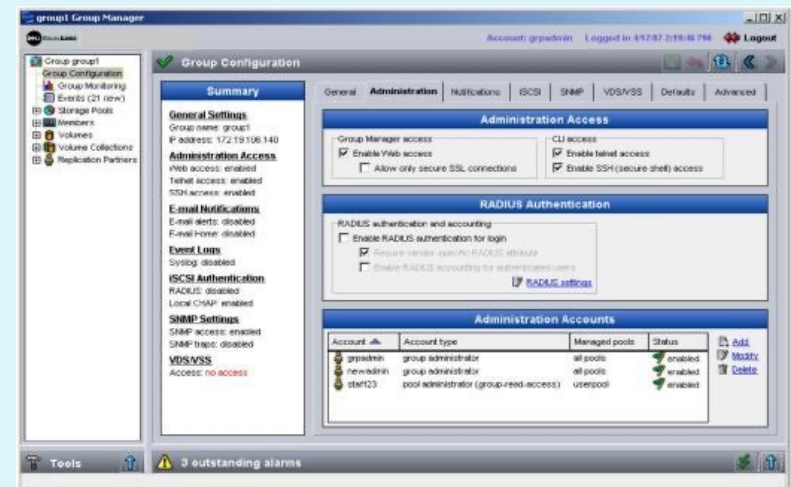 group1 Group Manager
DELL EQUALLOGIC
Account: grpadmin Logged in 4/17/07 2:19:46 PM Logout
Group group1
Group Configuration
Group Monitoring
Events (21 new)
Storage Pools
Members
Volumes
Volume Collections
Replication Partners
Group Configuration
Summary
General Settings
Group name: group1
IP address: 172.19.106.140
Administration Access
Web access: enabled
Telnet access: enabled
SSH access: enabled
E-mail Notifications
E-mail alerts: disabled
E-mail Home: disabled
Event Logs
Syslog: disabled
iSCSI Authentication
RADIUS: disabled
Local CHAP: enabled
SNMP Settings
SNMP access: enabled
SNMP traps: disabled
VDS/VSS
Access: no access
General Administration Notifications iSCSI SNMP VDS/VSS Defaults Advanced
Administration Access
Group Manager access
Enable Web access
Allow only secure SSL connections
CLI access
Enable telnet access
Enable SSH (secure shell) access
RADIUS Authentication
RADIUS authentication and accounting
Enable RADIUS authentication for login
Require vendor-specific RADIUS attribute
Enable RADIUS accounting for authenticated users
RADIUS settings
Administration Accounts
Account Account type Managed pools Status
grpadmin group administrator all pools enabled
newadmin group administrator all pools enabled
pool administrator (group-read-access) userpool enabled
Add
Modify
Delete
Tools
3 outstanding alarms